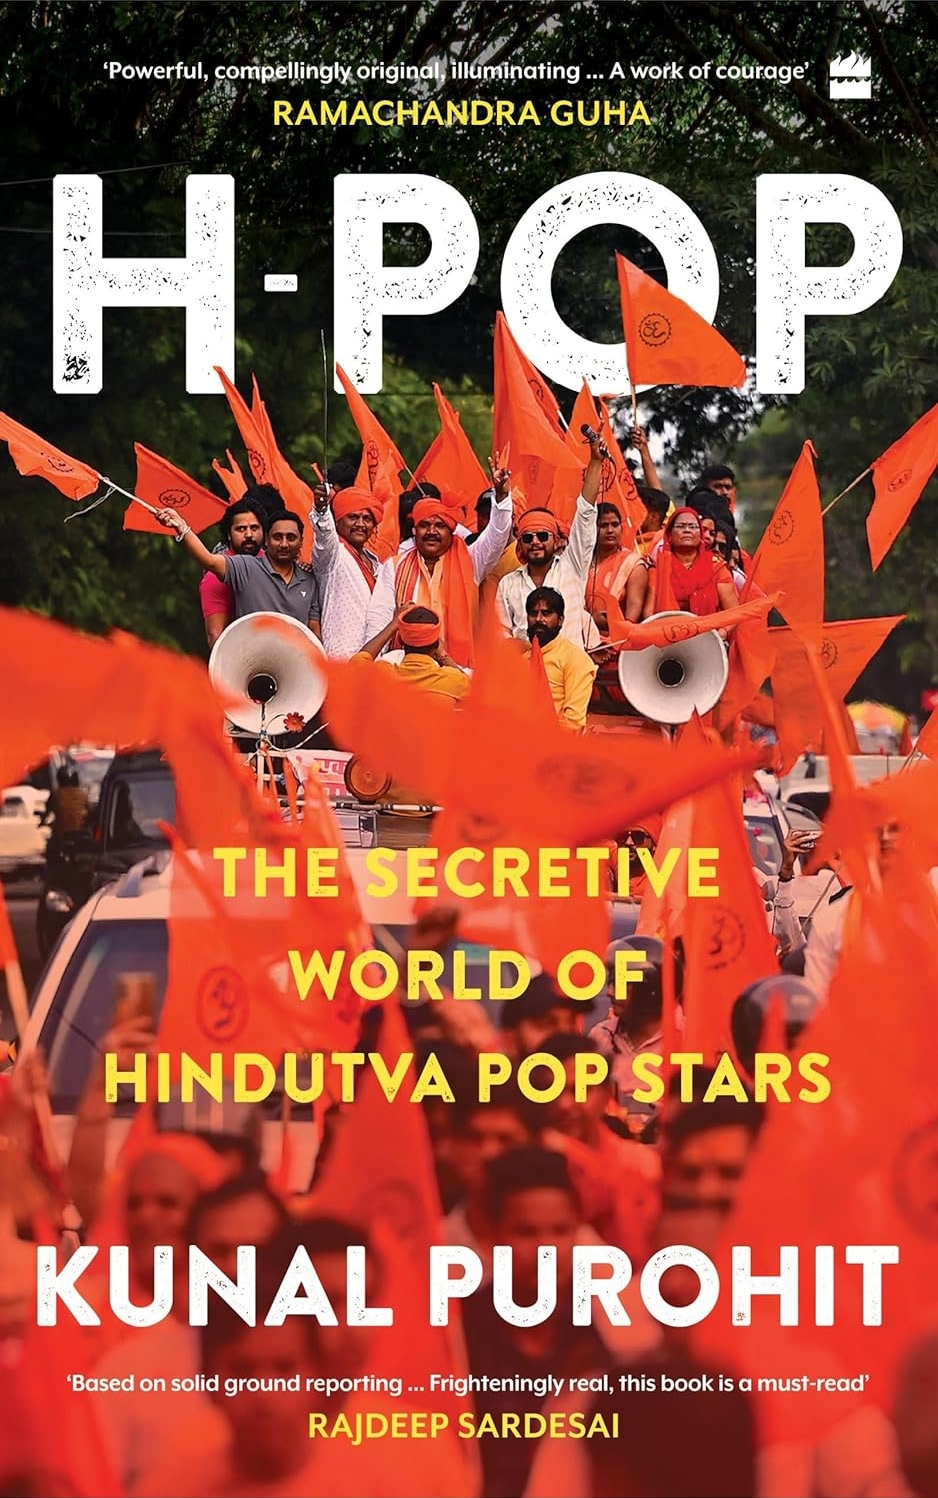 ‘Powerful, compellingly original, illuminating ... A work of courage’
RAMACHANDRA GUHA
H-POP
THE SECRETIVE
WORLD OF
HINDUTVA POP STARS
KUNAL PUROHIT
‘Based on solid ground reporting ... Frighteningly real, this book is a must-read’
RAJDEEP SARDESAI